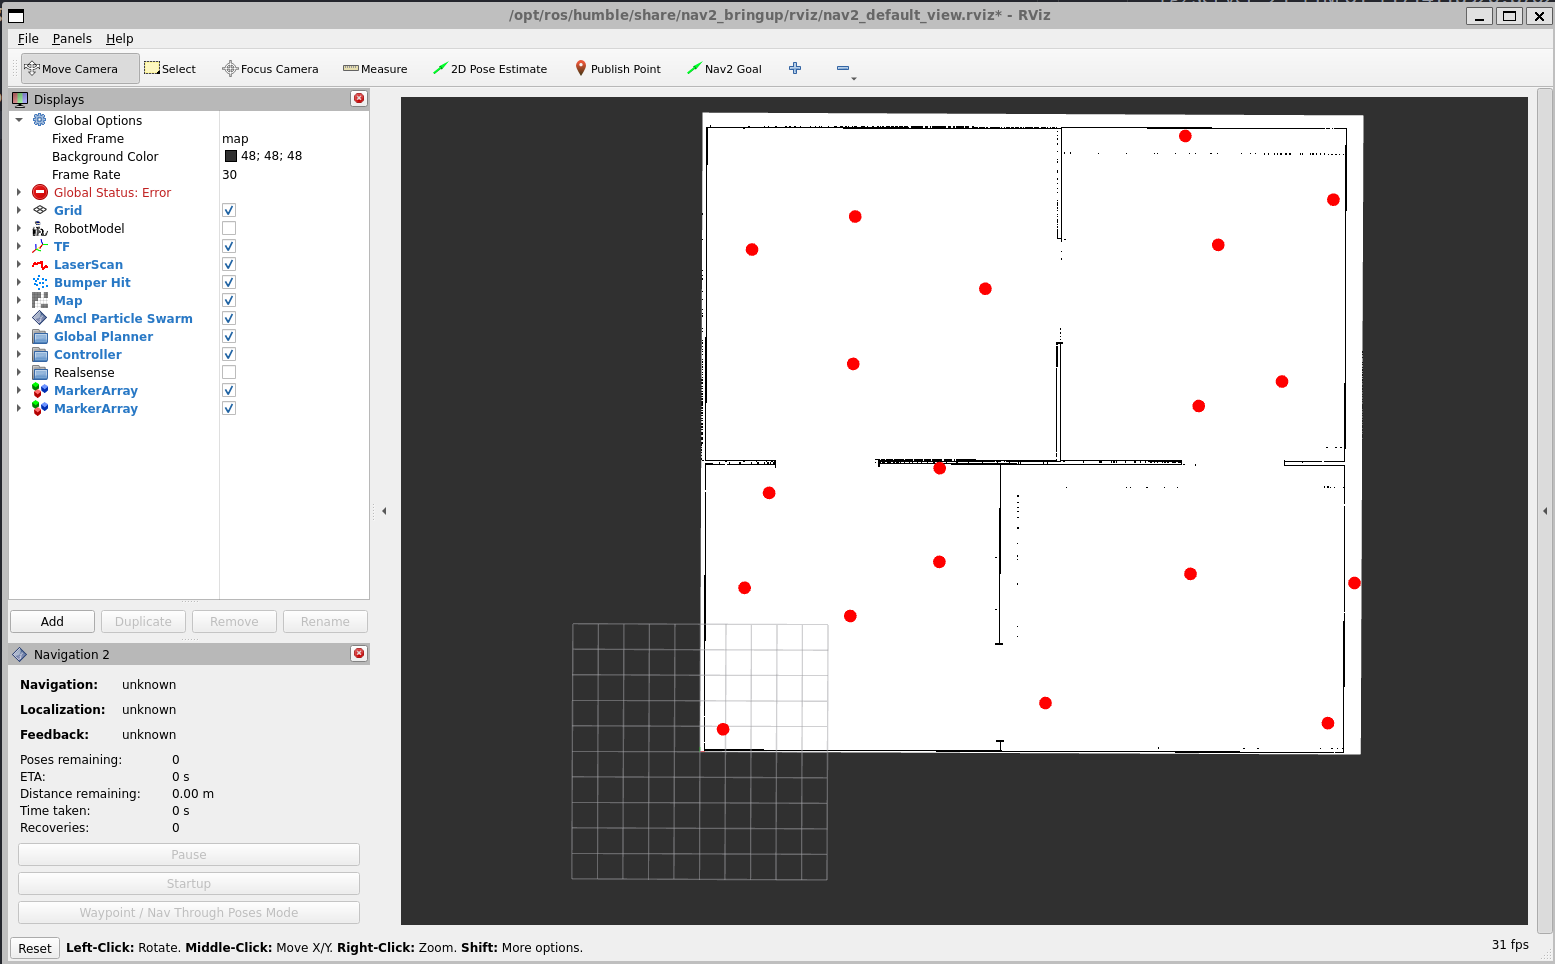 /opt/ros/humble/share/nav2_bringup/rviz/nav2_default_view.rviz* - RViz
File Panels Help
Move Camera Select Focus Camera Measure 2D Pose Estimate Publish Point Nav2 Goal
Displays
Global Options
Fixed Frame map
Background Color 48; 48; 48
Frame Rate 30
Global Status: Error
Grid
RobotModel
TF
LaserScan
Bumper Hit
Map
Amcl Particle Swarm
Global Planner
Controller
Realsense
MarkerArray
MarkerArray
Add Duplicate Remove Rename
Navigation 2
Navigation: unknown
Localization: unknown
Feedback: unknown
Poses remaining: 0
ETA: 0 s
Distance remaining: 0.00 m
Time taken: 0 s
Recoveries: 0
Pause
Startup
Waypoint / Nav Through Poses Mode
Reset Left-Click: Rotate. Middle-Click: Move X/Y. Right-Click: Zoom. Shift: More options. 31 fps